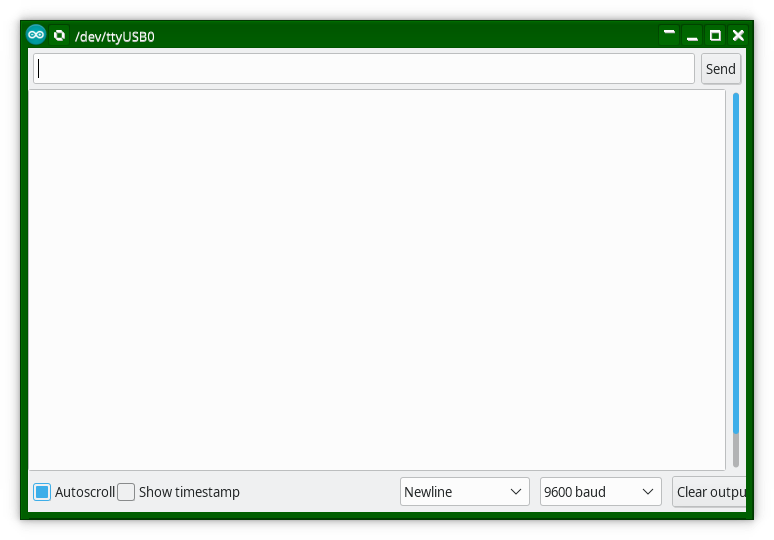 /dev/ttyUSB0
Send
Autoscroll Show timestamp Newline 9600 baud Clear outpu